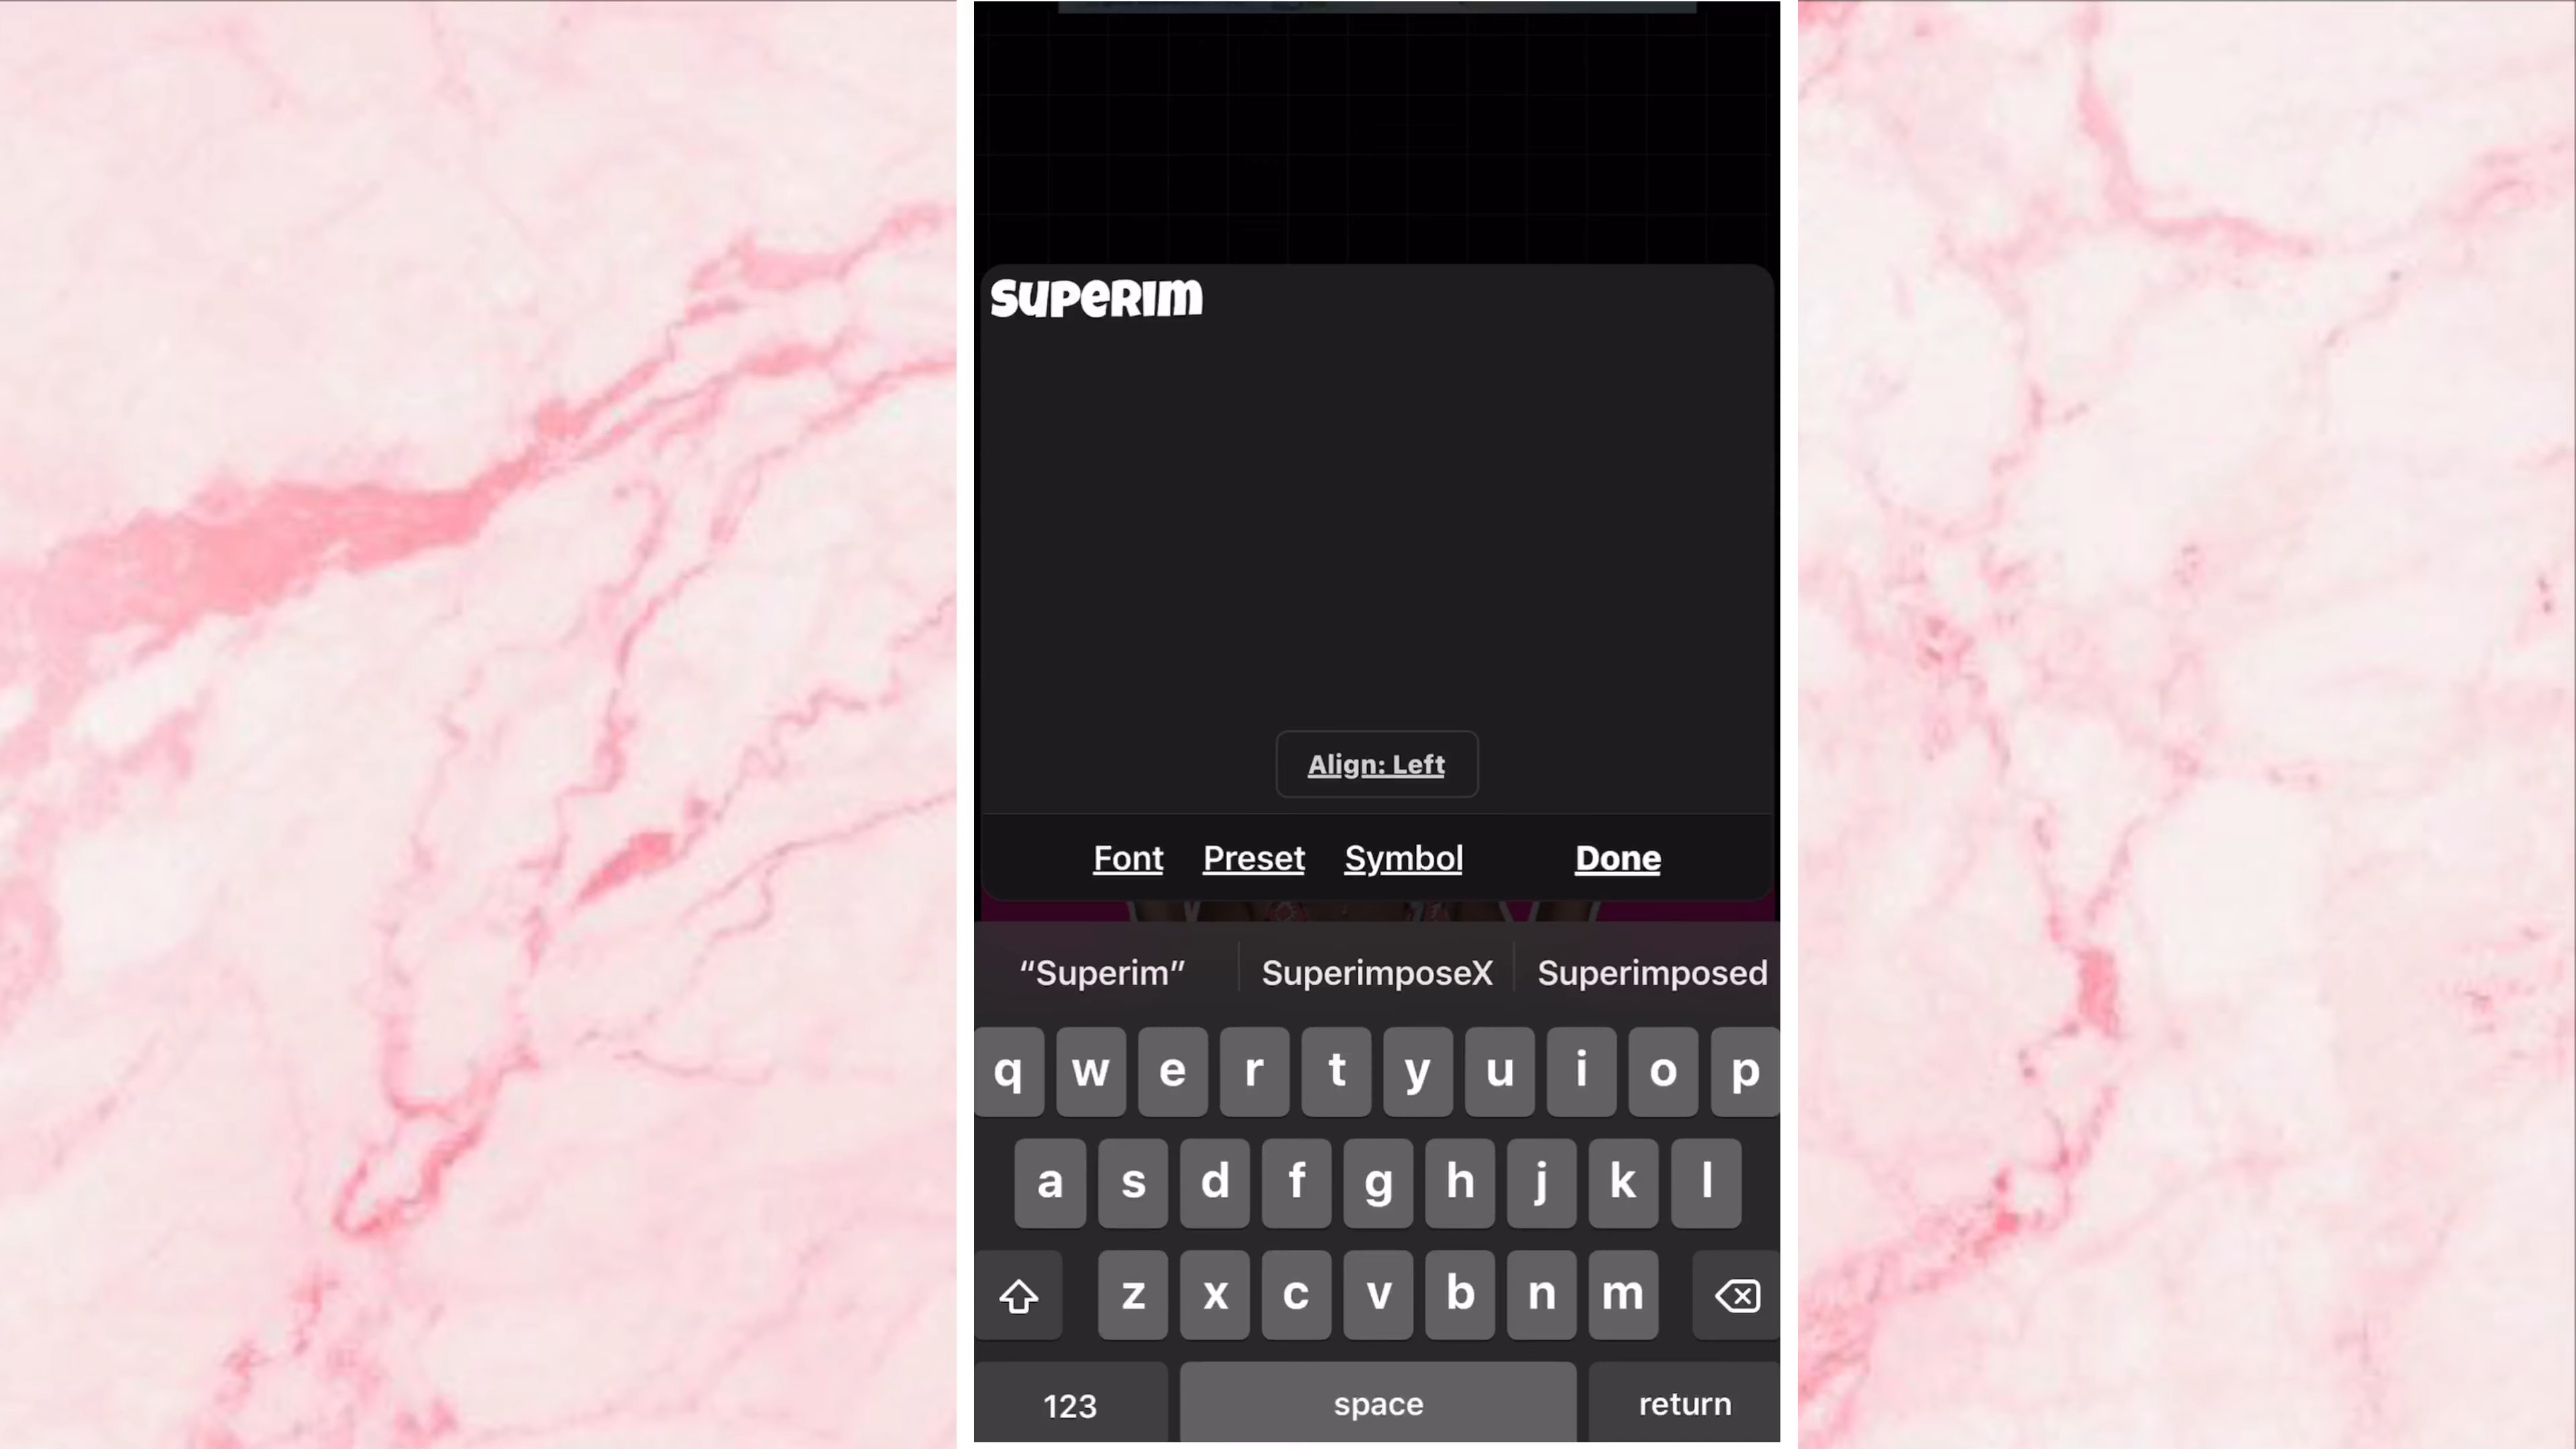 Superim
Align: Left
Font Preset Symbol Done
“Superim” SuperimposeX Superimposed
q w e r t y u i o p
a s d f g h j k l
z x c v b n m
123 space return